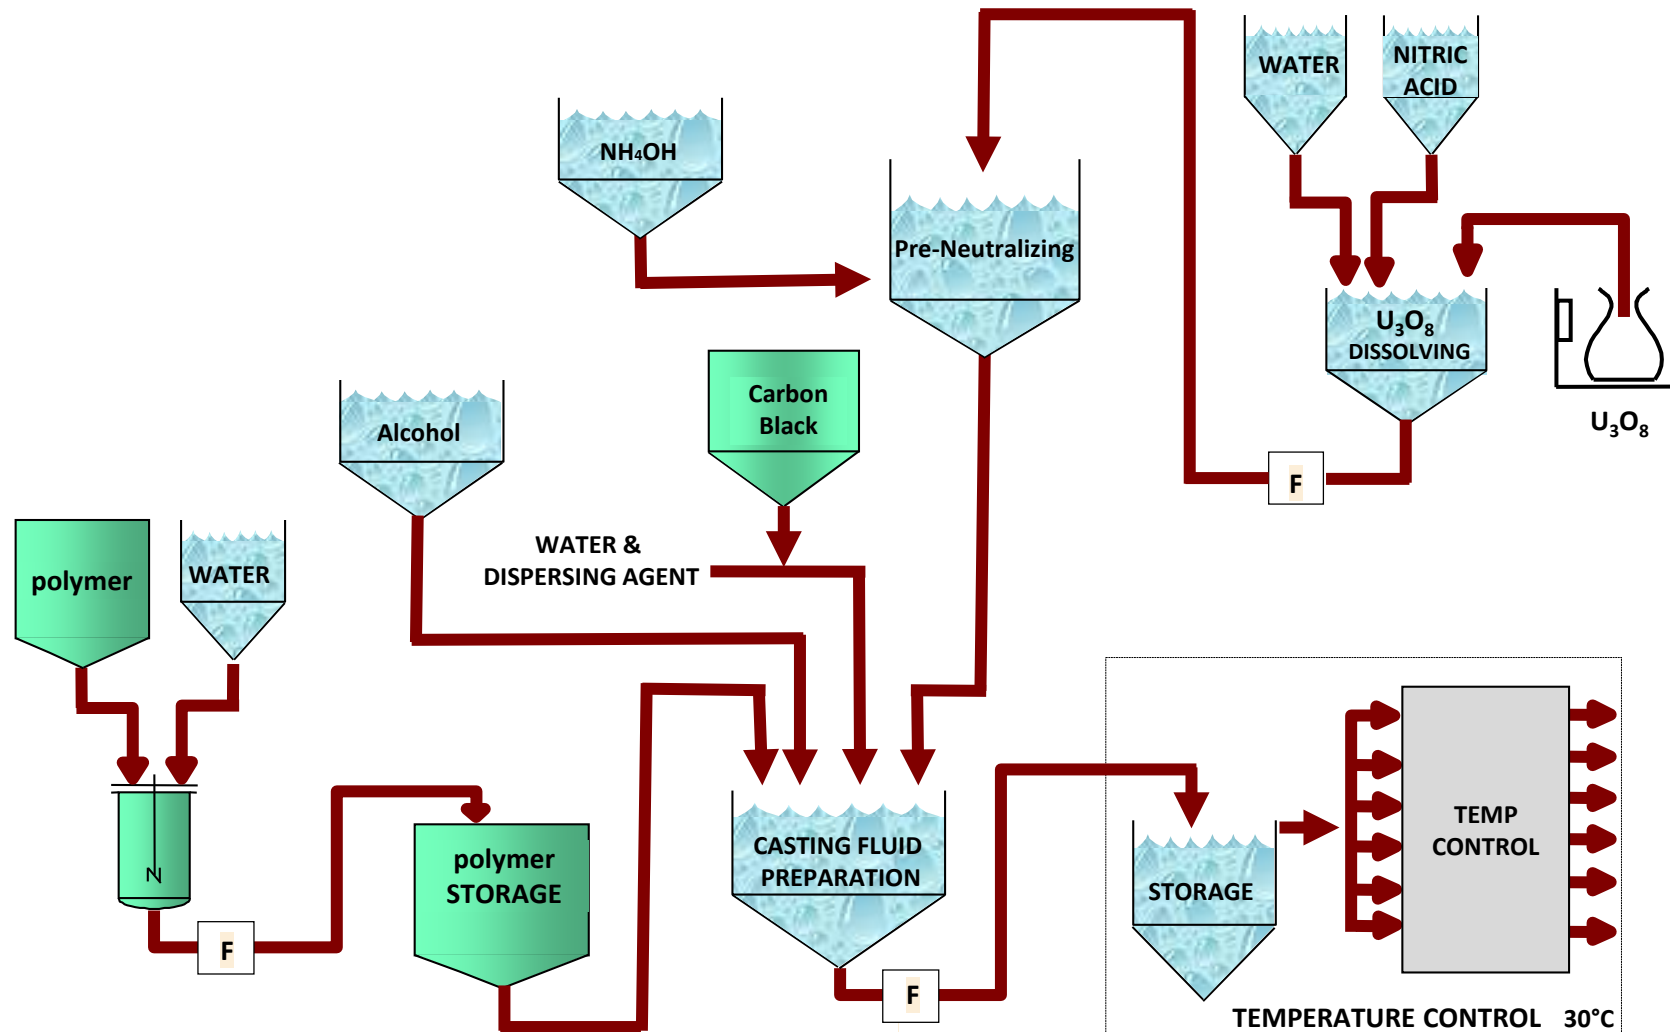 WATER
NITRIC
ACID
NH₄OH
Pre-Neutralizing
U₃O₈
DISSOLVING
U₃O₈
Carbon
Black
Alcohol
F
WATER &
DISPERSING AGENT
polymer
WATER
TEMP
CONTROL
CASTING FLUID
PREPARATION
polymer
STORAGE
STORAGE
N
F
F
TEMPERATURE CONTROL 30°C